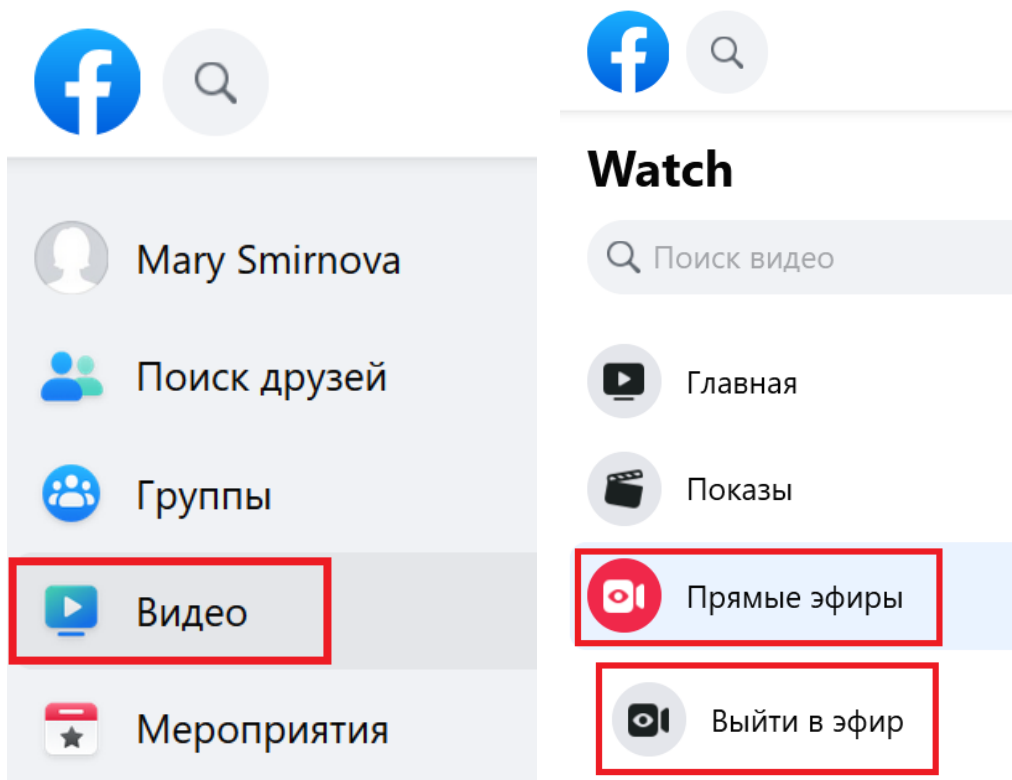 Mary Smirnova
Поиск друзей
Группы
Видео
Мероприятия
Watch
Поиск видео
Главная
Показы
Прямые эфиры
Выйти в эфир